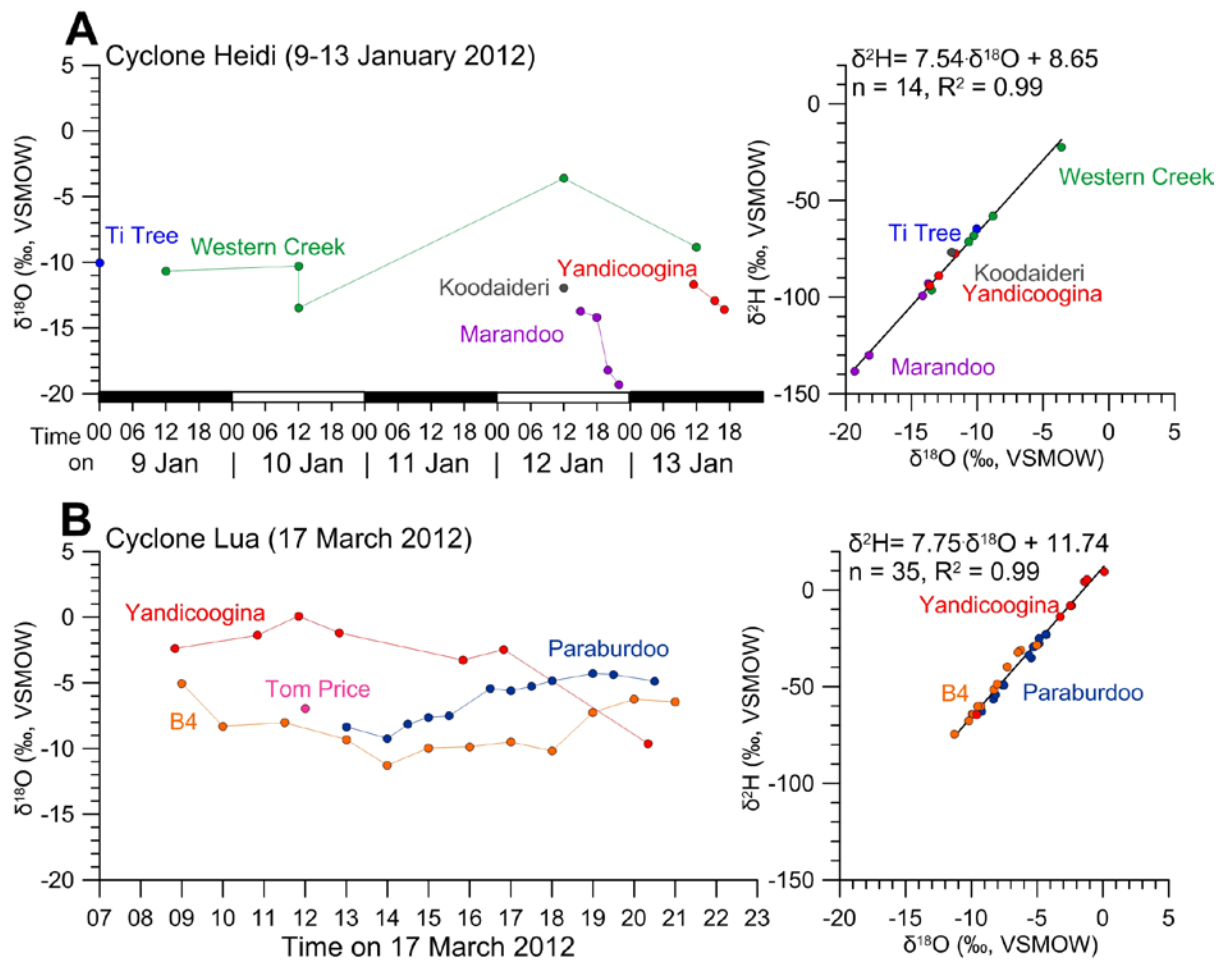 A
Cyclone Heidi (9-13 January 2012)
5
0
-5
-10
-15
-20
δ¹⁸O (‰, VSMOW)
Ti Tree
Western Creek
Koodaideri
Marandoo
Yandicoogina
Time 00 06 12 18 00 06 12 18 00 06 12 18 00 06 12 18 00 06 12 18
on 9 Jan | 10 Jan | 11 Jan | 12 Jan | 13 Jan
δ²H= 7.54·δ¹⁸O + 8.65
n = 14, R² = 0.99
0
-50
-100
-150
δ²H (‰, VSMOW)
Western Creek
Ti Tree
Koodaideri
Yandicoogina
Marandoo
-20 -15 -10 -5 0 5
δ¹⁸O (‰, VSMOW)
B
Cyclone Lua (17 March 2012)
5
0
-5
-10
-15
-20
δ¹⁸O (‰, VSMOW)
Yandicoogina
Paraburdoo
Tom Price
B4
07 08 09 10 11 12 13 14 15 16 17 18 19 20 21 22 23
Time on 17 March 2012
δ²H= 7.75·δ¹⁸O + 11.74
n = 35, R² = 0.99
0
-50
-100
-150
δ²H (‰, VSMOW)
Yandicoogina
B4
Paraburdoo
-20 -15 -10 -5 0 5
δ¹⁸O (‰, VSMOW)